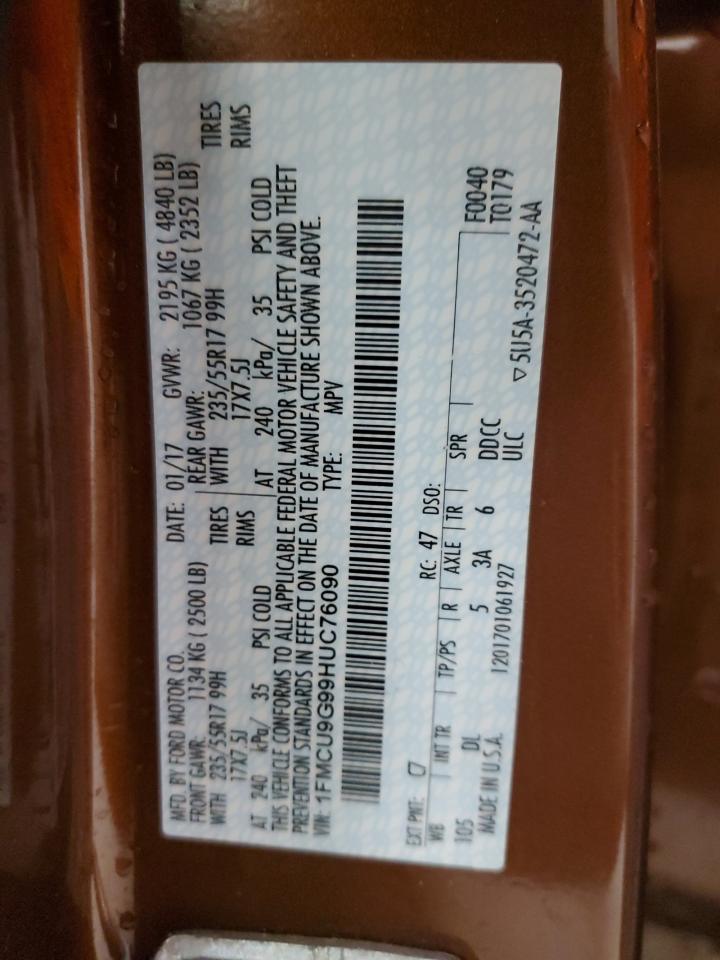 MFD. BY FORD MOTOR CO. DATE: 01/17 GVWR: 2195 KG ( 4840 LB)
FRONT GAWR: 1134 KG ( 2500 LB) REAR GAWR: 1067 KG ( 2352 LB)
WITH 235/55R17 99H TIRES WITH 235/55R17 99H TIRES
17X7.5J RIMS 17X7.5J RIMS
AT 240 kPa/ 35 PSI COLD AT 240 kPa/ 35 PSI COLD
THIS VEHICLE CONFORMS TO ALL APPLICABLE FEDERAL MOTOR VEHICLE SAFETY AND THEFT
PREVENTION STANDARDS IN EFFECT ON THE DATE OF MANUFACTURE SHOWN ABOVE.
VIN: 1FMCU9G99HUC76090 TYPE: MPV
EXT PNT: RC: 47 DSO: F0040
WB INT TR TP/PS R AXLE TR SPR T0179
105 DL 5 3A 6 DDCC
MADE IN U.S.A. 1201701061927 ULC ▽5U5A-3520472-AA